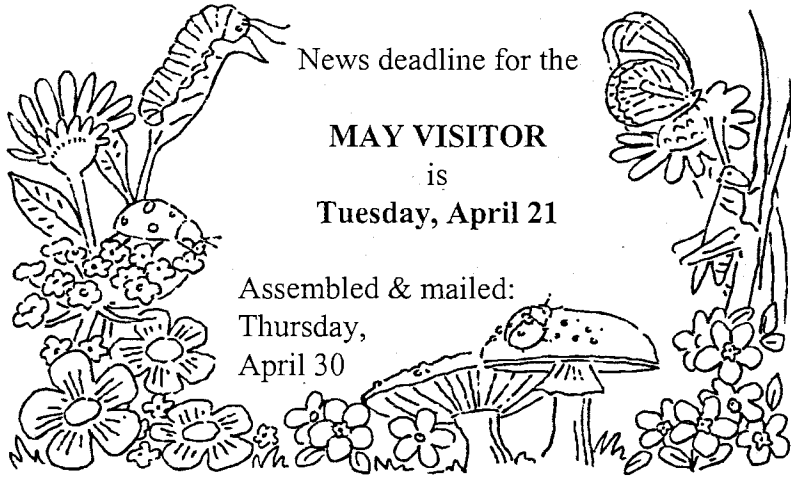 News deadline for the
MAY VISITOR
is
Tuesday, April 21
Assembled & mailed:
Thursday,
April 30